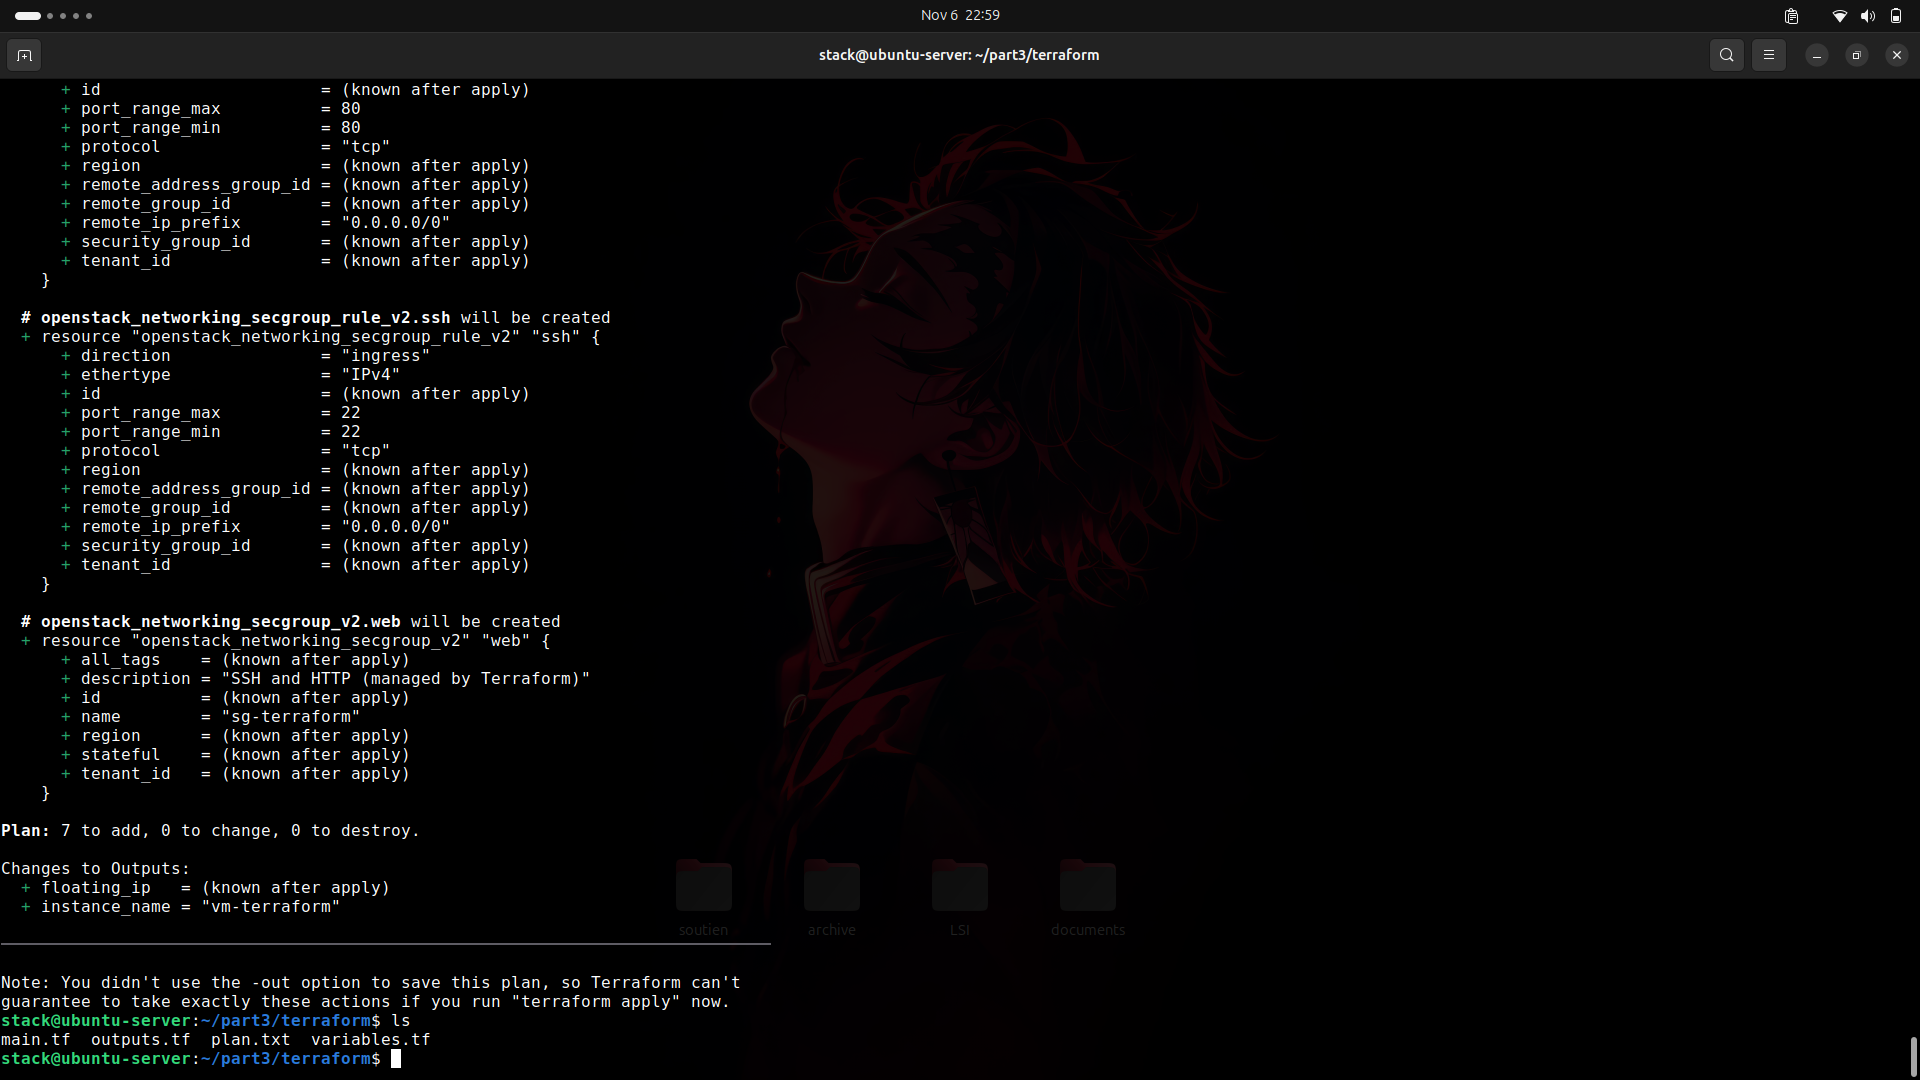 Nov 6 22:59
stack@ubuntu-server: ~/part3/terraform
+ id = (known after apply)
+ port_range_max = 80
+ port_range_min = 80
+ protocol = "tcp"
+ region = (known after apply)
+ remote_address_group_id = (known after apply)
+ remote_group_id = (known after apply)
+ remote_ip_prefix = "0.0.0.0/0"
+ security_group_id = (known after apply)
+ tenant_id = (known after apply)
}
# openstack_networking_secgroup_rule_v2.ssh will be created
+ resource "openstack_networking_secgroup_rule_v2" "ssh" {
+ direction = "ingress"
+ ethertype = "IPv4"
+ id = (known after apply)
+ port_range_max = 22
+ port_range_min = 22
+ protocol = "tcp"
+ region = (known after apply)
+ remote_address_group_id = (known after apply)
+ remote_group_id = (known after apply)
+ remote_ip_prefix = "0.0.0.0/0"
+ security_group_id = (known after apply)
+ tenant_id = (known after apply)
}
# openstack_networking_secgroup_v2.web will be created
+ resource "openstack_networking_secgroup_v2" "web" {
+ all_tags = (known after apply)
+ description = "SSH and HTTP (managed by Terraform)"
+ id = (known after apply)
+ name = "sg-terraform"
+ region = (known after apply)
+ stateful = (known after apply)
+ tenant_id = (known after apply)
}
Plan: 7 to add, 0 to change, 0 to destroy.
Changes to Outputs:
+ floating_ip = (known after apply)
+ instance_name = "vm-terraform"
soutien archive LSI documents
Note: You didn't use the -out option to save this plan, so Terraform can't
guarantee to take exactly these actions if you run "terraform apply" now.
stack@ubuntu-server:~/part3/terraform$ ls
main.tf outputs.tf plan.txt variables.tf
stack@ubuntu-server:~/part3/terraform$